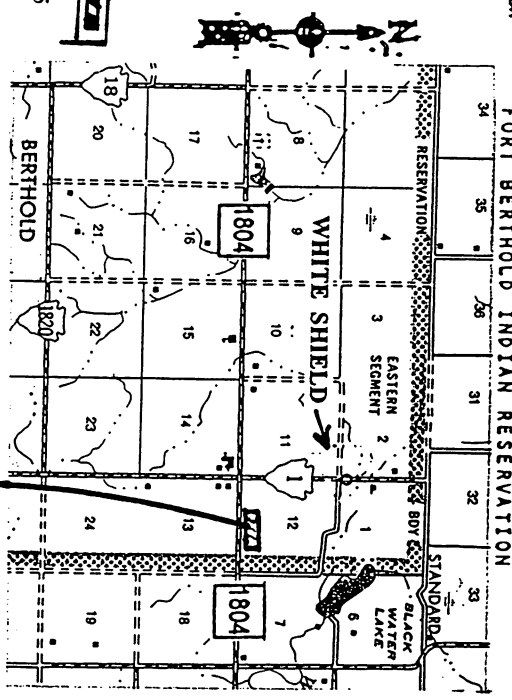 N
FORT BERTHOLD INDIAN RESERVATION
34
35
36
31
32
33
RESERVATION
BDY
STANDARD
18
8
4
EASTERN
SEGMENT
3
2
1
6
BLACK
WATER
LAKE
WHITE SHIELD
17
9
10
11
1
12
7
1804
1804
20
16
15
14
13
18
BERTHOLD
21
22
23
24
19
1820